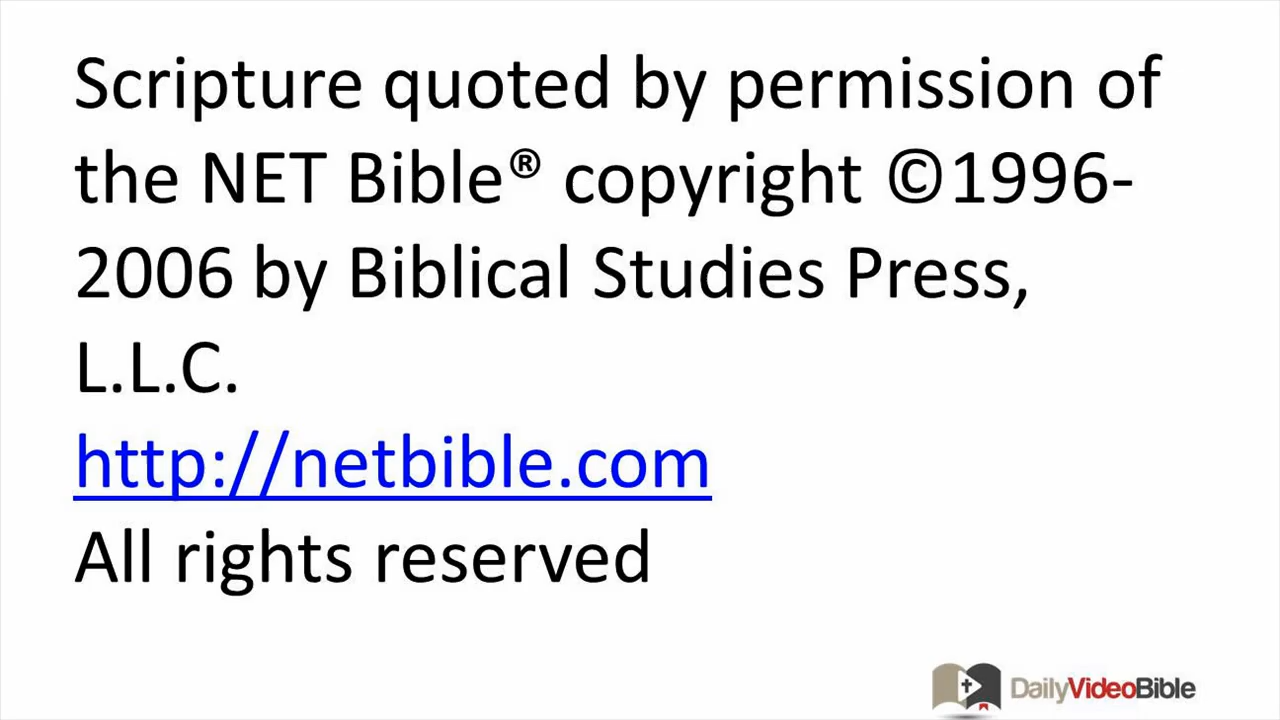 Scripture quoted by permission of
the NET Bible® copyright ©1996-
2006 by Biblical Studies Press,
L.L.C.
http://netbible.com
All rights reserved
DailyVideoBible